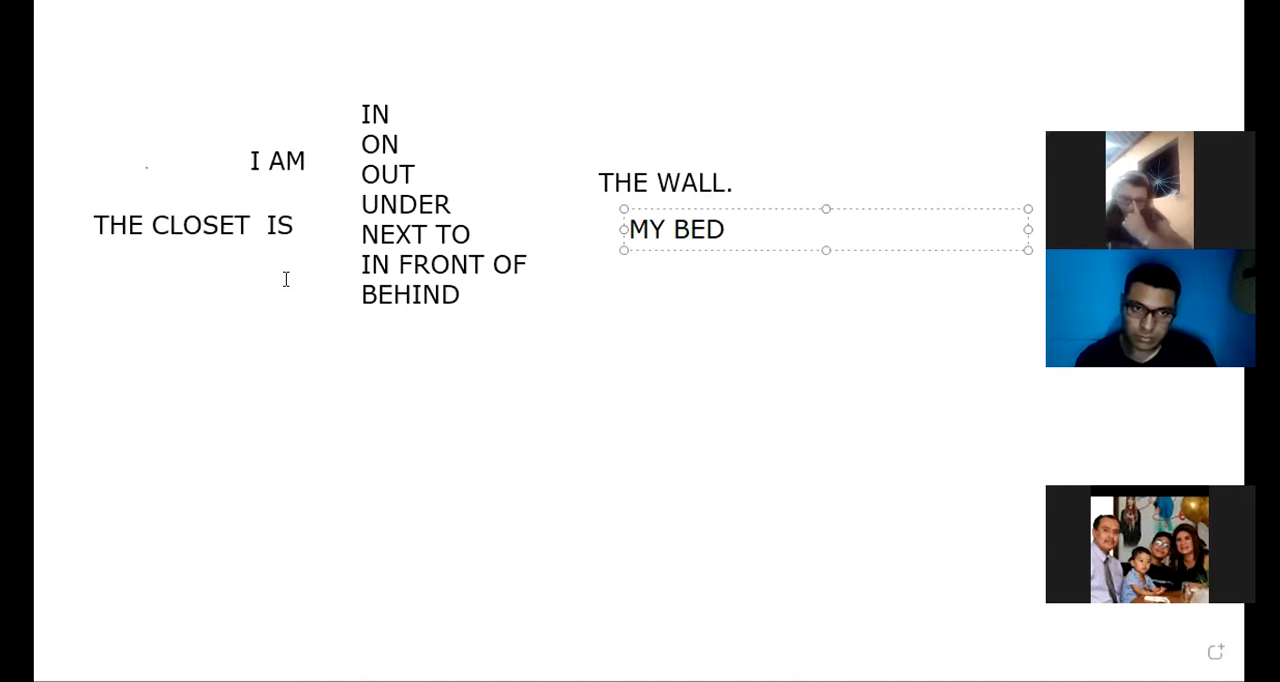 I AM
THE CLOSET IS
IN
ON
OUT
UNDER
NEXT TO
IN FRONT OF
BEHIND
THE WALL.
MY BED